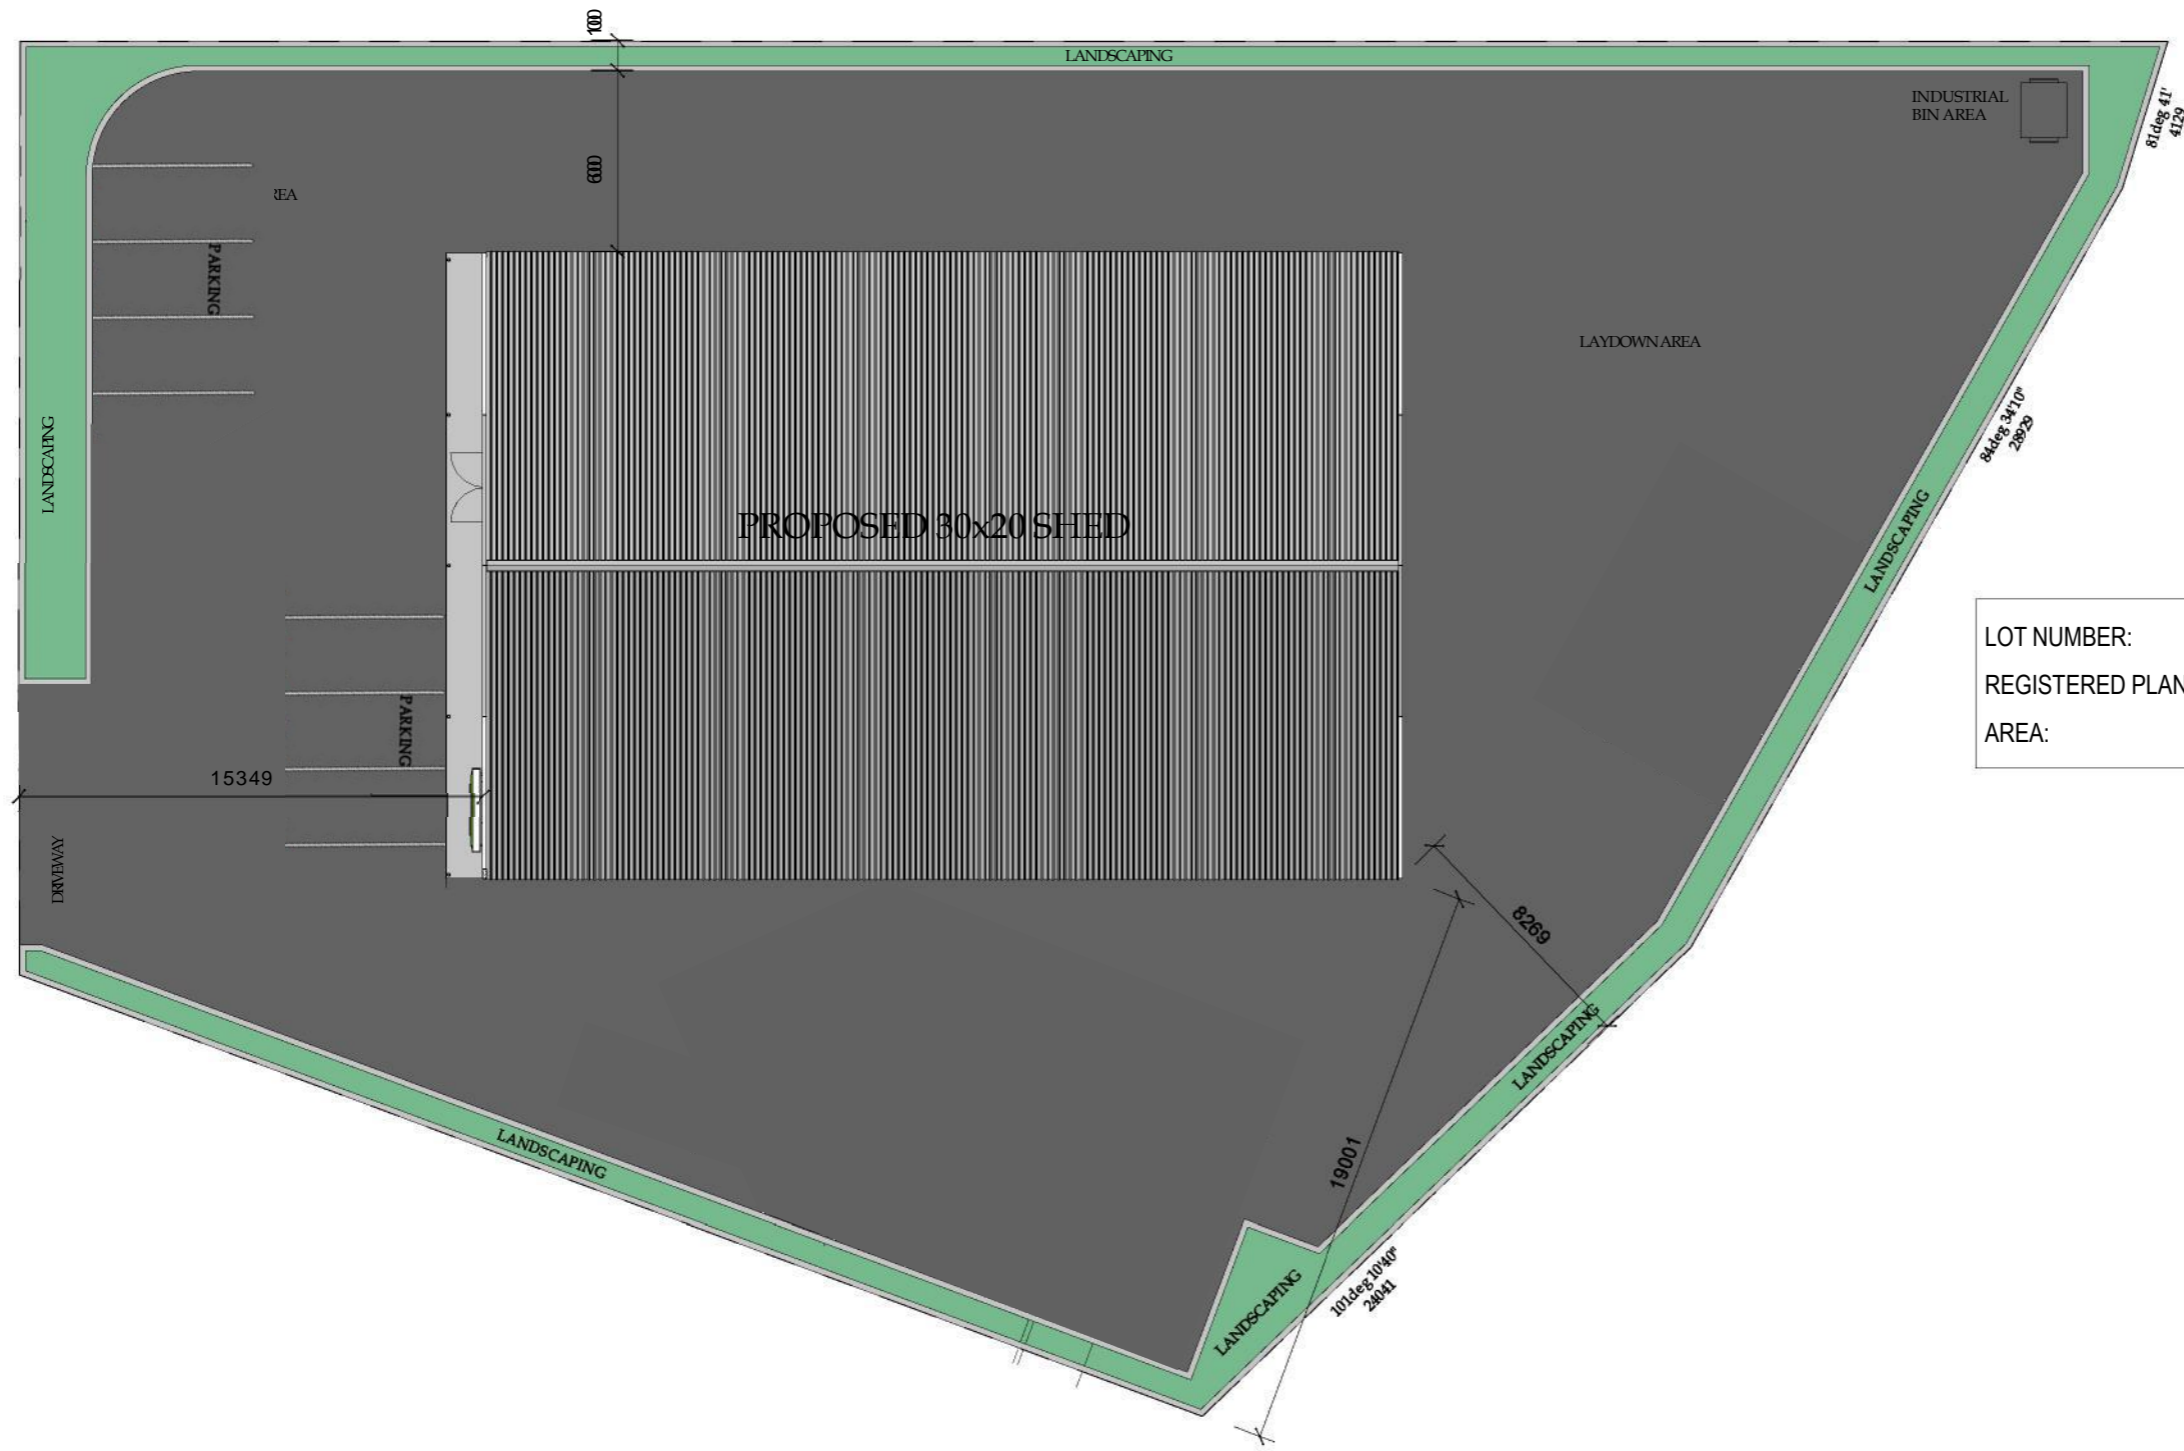 1000
LANDSCAPING
INDUSTRIAL
BIN AREA
81deg 41'
4129
6000
REA
PARKING
LAYDOWN AREA
84deg 34'10"
28929
LANDSCAPING
PROPOSED 30x20 SHED
LANDSCAPING
LOT NUMBER:
REGISTERED PLAN
AREA:
PARKING
15349
DRIVEWAY
8269
LANDSCAPING
LANDSCAPING
19001
101deg 10'40"
24041
LANDSCAPING